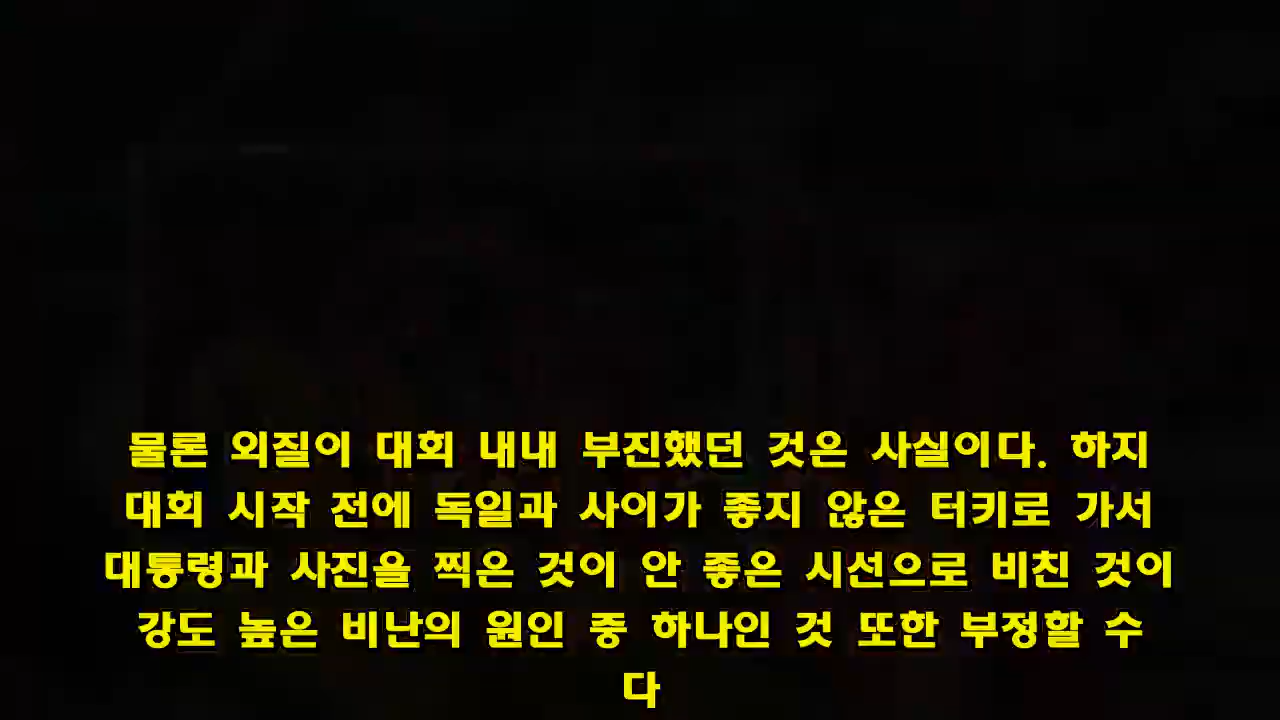 물론 외질이 대회 내내 부진했던 것은 사실이다. 하지
대회 시작 전에 독일과 사이가 좋지 않은 터키로 가서
대통령과 사진을 찍은 것이 안 좋은 시선으로 비친 것이
강도 높은 비난의 원인 중 하나인 것 또한 부정할 수
다